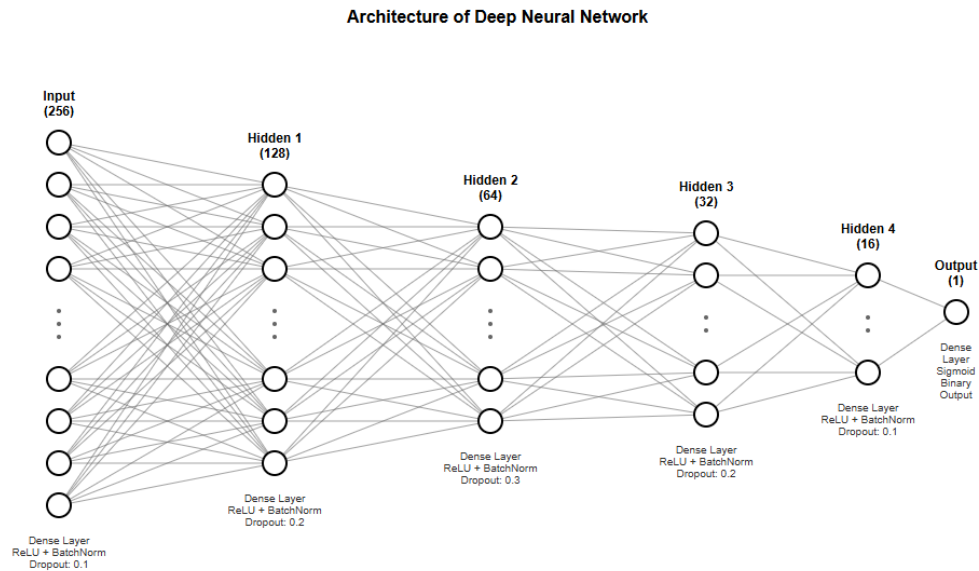 Architecture of Deep Neural Network
Input
(256)
Hidden 1
(128)
Hidden 2
(64)
Hidden 3
(32)
Hidden 4
(16)
Output
(1)
Dense Layer
ReLU + BatchNorm
Dropout: 0.1
Dense Layer
ReLU + BatchNorm
Dropout: 0.2
Dense Layer
ReLU + BatchNorm
Dropout: 0.3
Dense Layer
ReLU + BatchNorm
Dropout: 0.2
Dense Layer
ReLU + BatchNorm
Dropout: 0.1
Dense
Layer
Sigmoid
Binary
Output